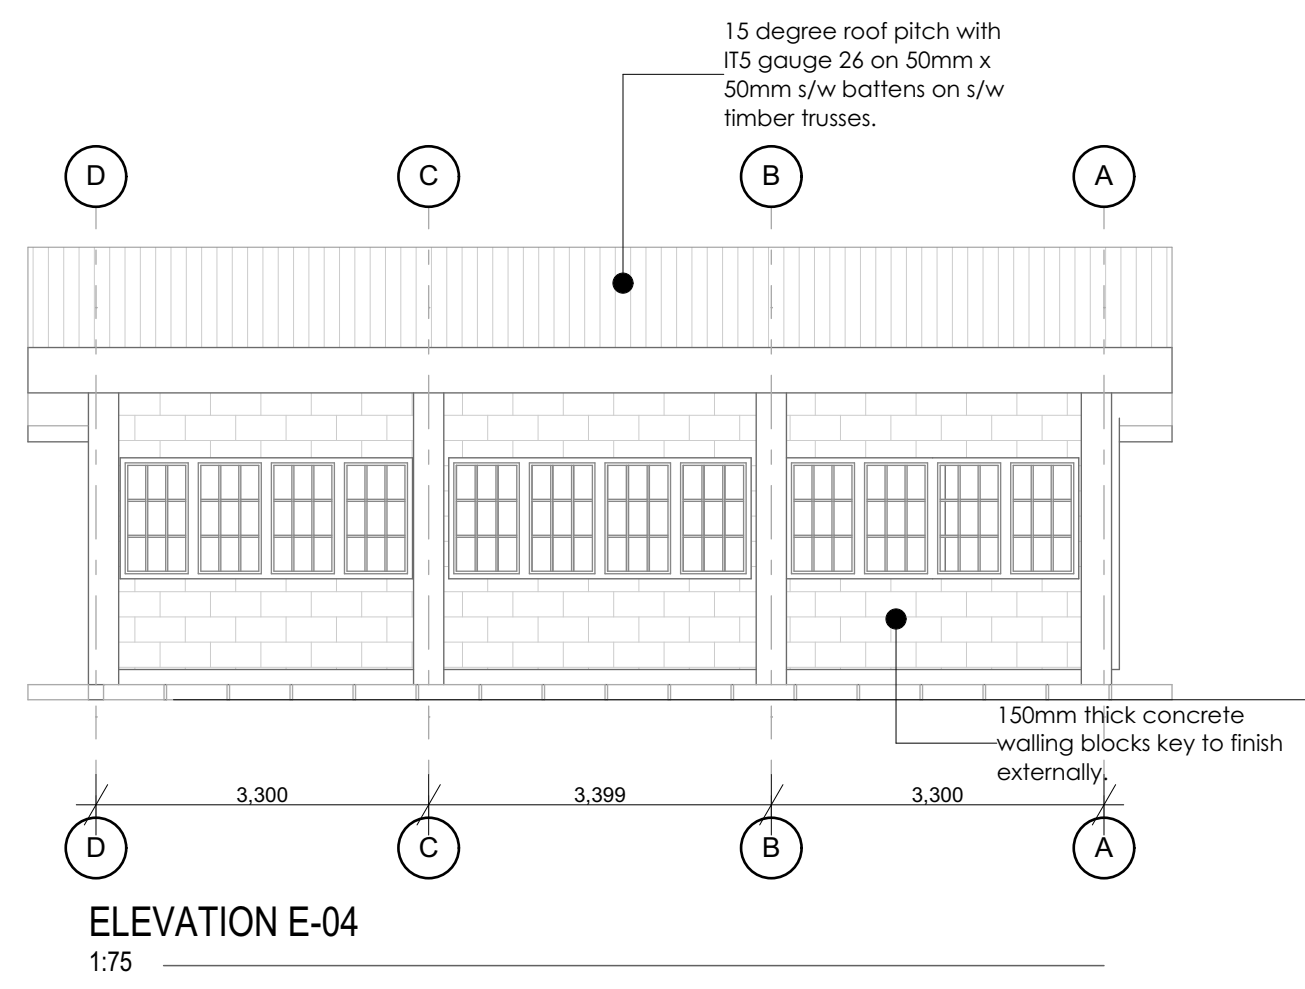 15 degree roof pitch with
IT5 gauge 26 on 50mm x
50mm s/w battens on s/w
timber trusses.
D C B A
150mm thick concrete
walling blocks key to finish
externally.
3,300 3,399 3,300
D C B A
ELEVATION E-04
1:75